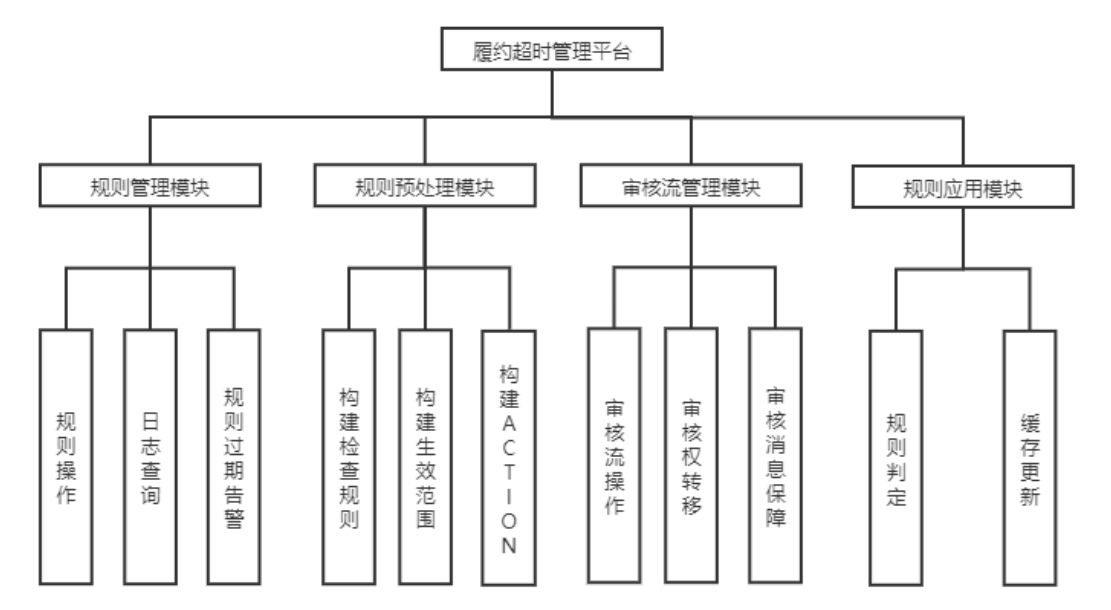 履约超时管理平台
规则管理模块
规则预处理模块
审核流管理模块
规则应用模块
规则操作
日志查询
规则过期告警
构建检查规则
构建生效范围
构建ACTION
审核流操作
审核权转移
审核消息保障
规则判定
缓存更新